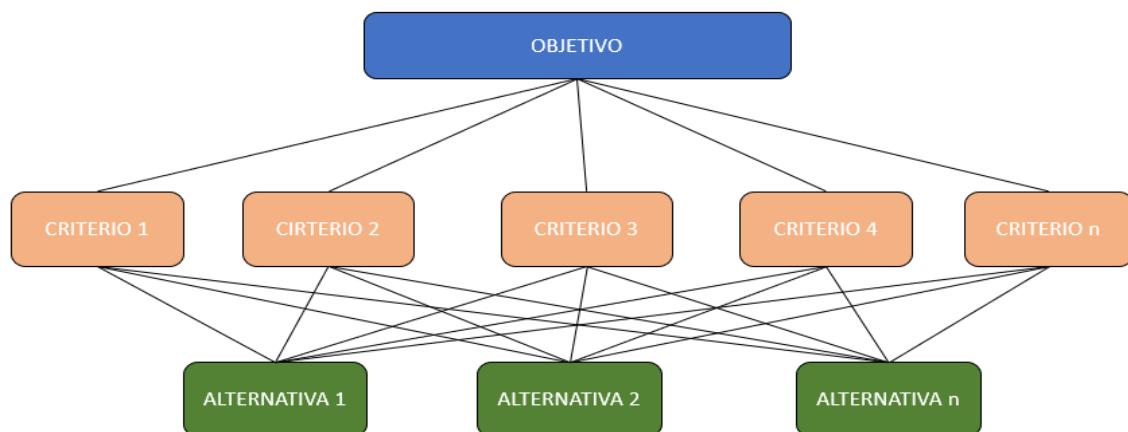 OBJETIVO
CRITERIO 1
CIRTERIO 2
CRITERIO 3
CRITERIO 4
CRITERIO n
ALTERNATIVA 1
ALTERNATIVA 2
ALTERNATIVA n